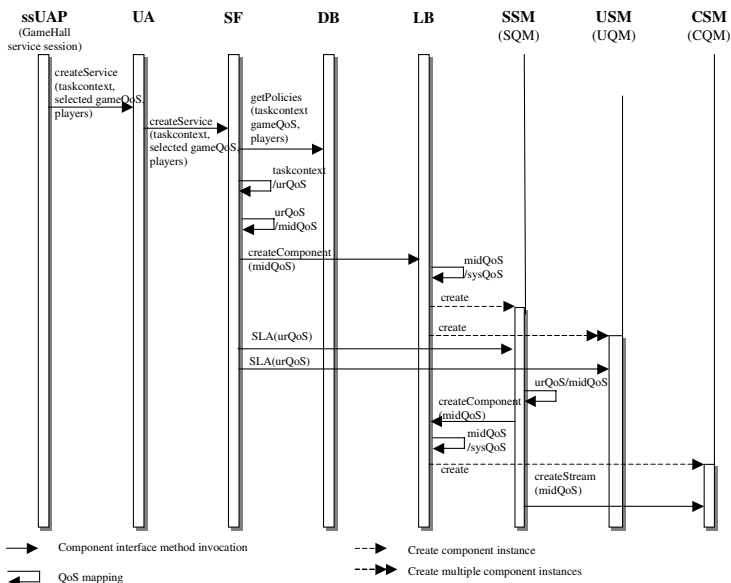 ssUAP UA SF DB LB SSM USM CSM
(GameHall (SQM) (UQM) (CQM)
service session)
createService
(taskcontext,
selected gameQoS,
players)
createService
(taskcontext,
selected gameQoS,
players)
getPolicies
(taskcontext
gameQoS,
players)
taskcontext
/urQoS
urQoS
/midQoS
createComponent
(midQoS)
midQoS
/sysQoS
create
create
SLA(urQoS)
SLA(urQoS)
urQoS/midQoS
createComponent
(midQoS)
midQoS
/sysQoS
create
createStream
(midQoS)
Component interface method invocation
Create component instance
QoS mapping
Create multiple component instances